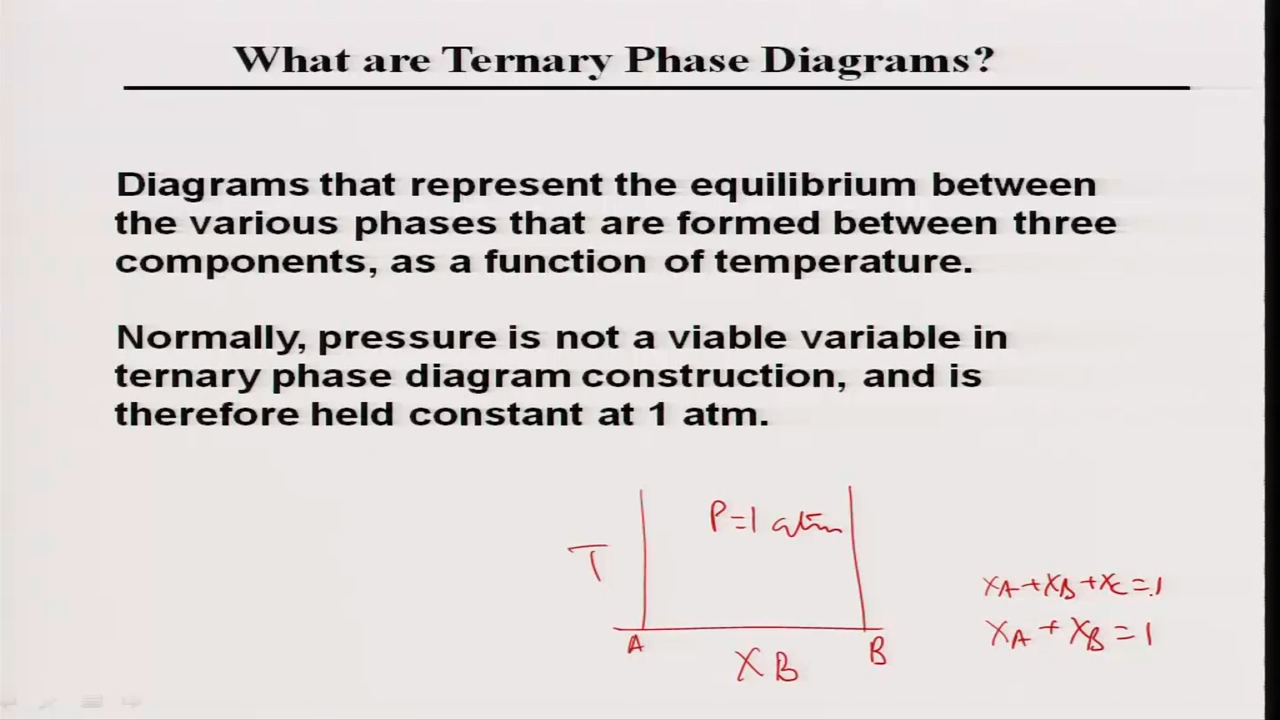 What are Ternary Phase Diagrams?
Diagrams that represent the equilibrium between
the various phases that are formed between three
components, as a function of temperature.
Normally, pressure is not a viable variable in
ternary phase diagram construction, and is
therefore held constant at 1 atm.
P=1 atm
T
A
B
XB
XA+XB+XC=1
XA+XB=1